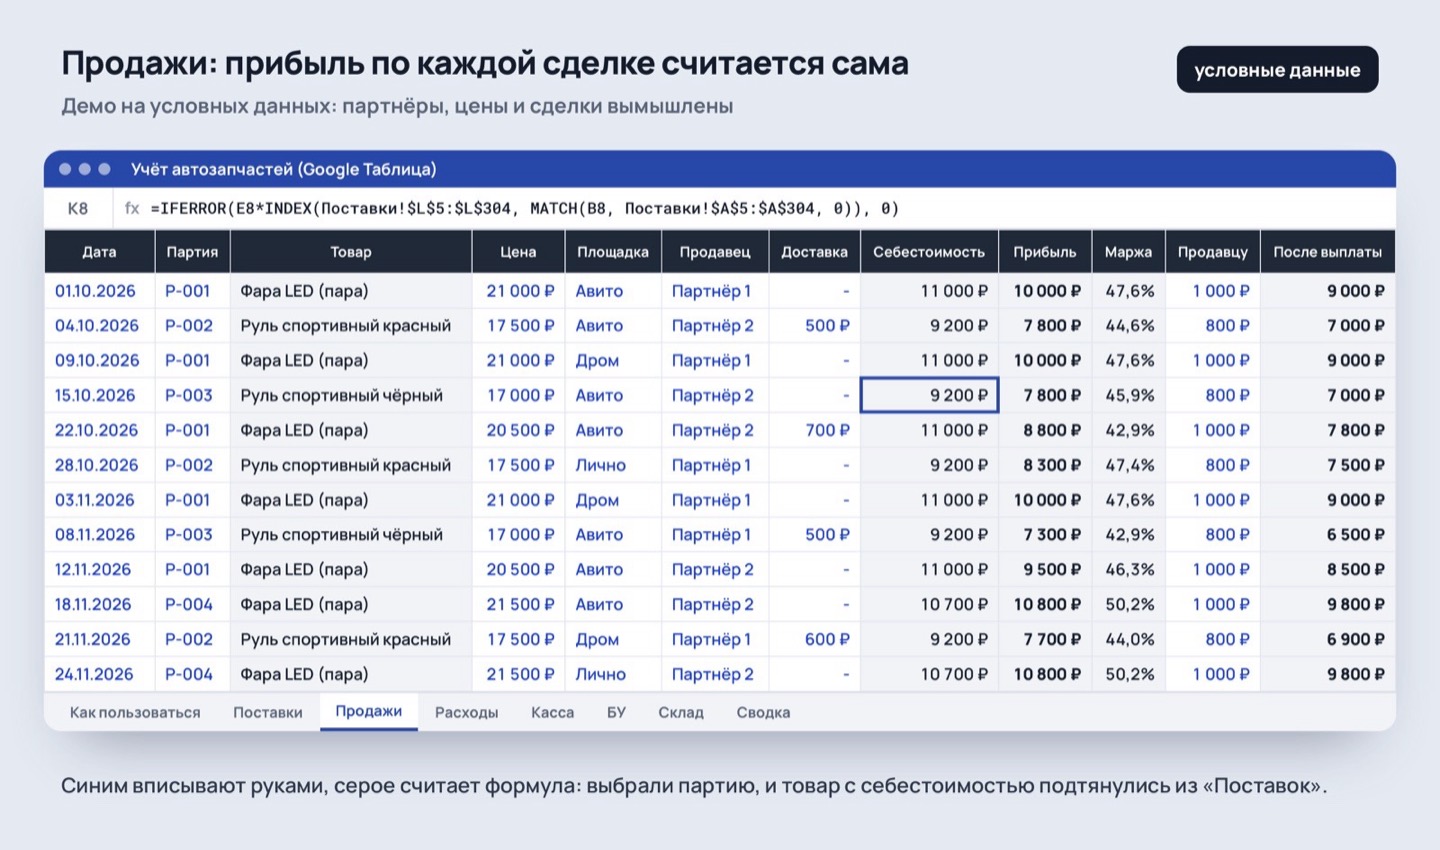 Продажи: прибыль по каждой сделке считается сама
условные данные
Демо на условных данных: партнёры, цены и сделки вымышлены
Учёт автозапчастей (Google Таблица)
K8 fx =IFERROR(E8*INDEX(Поставки!$L$5:$L$304, MATCH(B8, Поставки!$A$5:$A$304, 0)), 0)
Дата Партия Товар Цена Площадка Продавец Доставка Себестоимость Прибыль Маржа Продавцу После выплаты
01.10.2026 P-001 Фара LED (пара) 21 000 ₽ Авито Партнёр 1 - 11 000 ₽ 10 000 ₽ 47,6% 1 000 ₽ 9 000 ₽
04.10.2026 P-002 Руль спортивный красный 17 500 ₽ Авито Партнёр 2 500 ₽ 9 200 ₽ 7 800 ₽ 44,6% 800 ₽ 7 000 ₽
09.10.2026 P-001 Фара LED (пара) 21 000 ₽ Дром Партнёр 1 - 11 000 ₽ 10 000 ₽ 47,6% 1 000 ₽ 9 000 ₽
15.10.2026 P-003 Руль спортивный чёрный 17 000 ₽ Авито Партнёр 2 - 9 200 ₽ 7 800 ₽ 45,9% 800 ₽ 7 000 ₽
22.10.2026 P-001 Фара LED (пара) 20 500 ₽ Авито Партнёр 2 700 ₽ 11 000 ₽ 8 800 ₽ 42,9% 1 000 ₽ 7 800 ₽
28.10.2026 P-002 Руль спортивный красный 17 500 ₽ Лично Партнёр 1 - 9 200 ₽ 8 300 ₽ 47,4% 800 ₽ 7 500 ₽
03.11.2026 P-001 Фара LED (пара) 21 000 ₽ Дром Партнёр 1 - 11 000 ₽ 10 000 ₽ 47,6% 1 000 ₽ 9 000 ₽
08.11.2026 P-003 Руль спортивный чёрный 17 000 ₽ Авито Партнёр 1 500 ₽ 9 200 ₽ 7 300 ₽ 42,9% 800 ₽ 6 500 ₽
12.11.2026 P-001 Фара LED (пара) 20 500 ₽ Авито Партнёр 2 - 11 000 ₽ 9 500 ₽ 46,3% 1 000 ₽ 8 500 ₽
18.11.2026 P-004 Фара LED (пара) 21 500 ₽ Авито Партнёр 2 - 10 700 ₽ 10 800 ₽ 50,2% 1 000 ₽ 9 800 ₽
21.11.2026 P-002 Руль спортивный красный 17 500 ₽ Дром Партнёр 1 600 ₽ 9 200 ₽ 7 700 ₽ 44,0% 800 ₽ 6 900 ₽
24.11.2026 P-004 Фара LED (пара) 21 500 ₽ Лично Партнёр 2 - 10 700 ₽ 10 800 ₽ 50,2% 1 000 ₽ 9 800 ₽
Как пользоваться Поставки Продажи Расходы Касса БУ Склад Сводка
Синим вписывают руками, серое считает формула: выбрали партию, и товар с себестоимостью подтянулись из «Поставок».